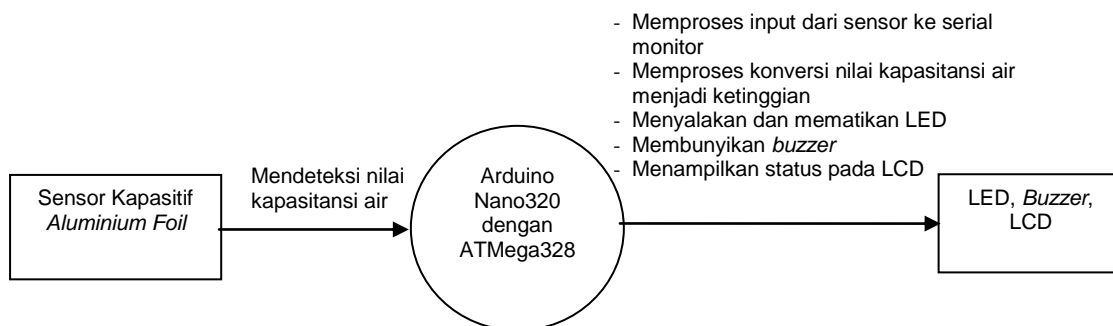 - Memproses input dari sensor ke serial
monitor
- Memproses konversi nilai kapasitansi air
menjadi ketinggian
- Menyalakan dan mematikan LED
- Membunyikan buzzer
- Menampilkan status pada LCD
Sensor Kapasitif
Aluminium Foil
Mendeteksi nilai
kapasitansi air
Arduino
Nano320
dengan
ATMega328
LED, Buzzer,
LCD